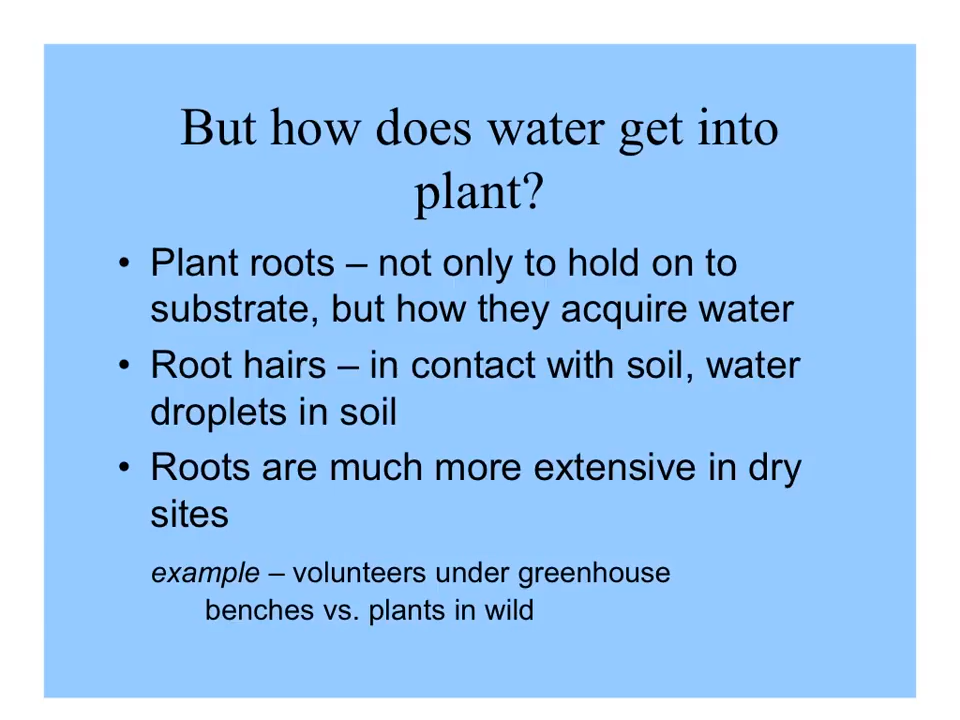 But how does water get into
plant?
• Plant roots – not only to hold on to
substrate, but how they acquire water
• Root hairs – in contact with soil, water
droplets in soil
• Roots are much more extensive in dry
sites
example – volunteers under greenhouse
benches vs. plants in wild